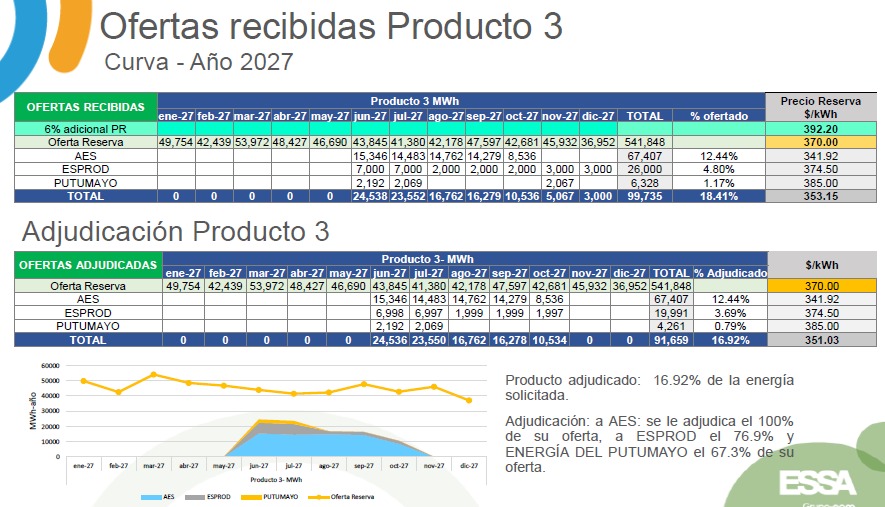 Ofertas recibidas Producto 3
Curva - Año 2027
OFERTAS RECIBIDAS Producto 3 MWh Precio Reserva $/kWh
ene-27 feb-27 mar-27 abr-27 may-27 jun-27 jul-27 ago-27 sep-27 oct-27 nov-27 dic-27 TOTAL % ofertado
6% adicional PR 392.20
Oferta Reserva 49,754 42,439 53,972 48,427 46,690 43,845 41,380 42,178 47,597 42,681 45,932 36,952 541,848 370.00
AES 15,346 14,483 14,762 14,279 8,536 67,407 12.44% 341.92
ESPROD 7,000 7,000 2,000 2,000 2,000 3,000 3,000 26,000 4.80% 374.50
PUTUMAYO 2,192 2,069 2,067 6,328 1.17% 385.00
TOTAL 0 0 0 0 0 24,538 23,552 16,762 16,279 10,536 5,067 3,000 99,735 18.41% 353.15
Adjudicación Producto 3
OFERTAS ADJUDICADAS Producto 3- MWh $/kWh
ene-27 feb-27 mar-27 abr-27 may-27 jun-27 jul-27 ago-27 sep-27 oct-27 nov-27 dic-27 TOTAL % Adjudicado
Oferta Reserva 49,754 42,439 53,972 48,427 46,690 43,845 41,380 42,178 47,597 42,681 45,932 36,952 541,848 370.00
AES 15,346 14,483 14,762 14,279 8,536 67,407 12.44% 341.92
ESPROD 6,998 6,997 1,999 1,999 1,997 19,991 3.69% 374.50
PUTUMAYO 2,192 2,069 4,261 0.79% 385.00
TOTAL 0 0 0 0 0 24,536 23,550 16,762 16,278 10,534 0 0 91,659 16.92% 351.03
60000
50000
40000
30000
20000
10000
0
MWh-año
ene-27 feb-27 mar-27 abr-27 may-27 jun-27 jul-27 ago-27 sep-27 oct-27 nov-27 dic-27
Producto 3- MWh
AES ESPROD PUTUMAYO Oferta Reserva
Producto adjudicado: 16.92% de la energía
solicitada.
Adjudicación: a AES: se le adjudica el 100%
de su oferta, a ESPROD el 76.9% y
ENERGÍA DEL PUTUMAYO el 67.3% de su
oferta.
ESSA